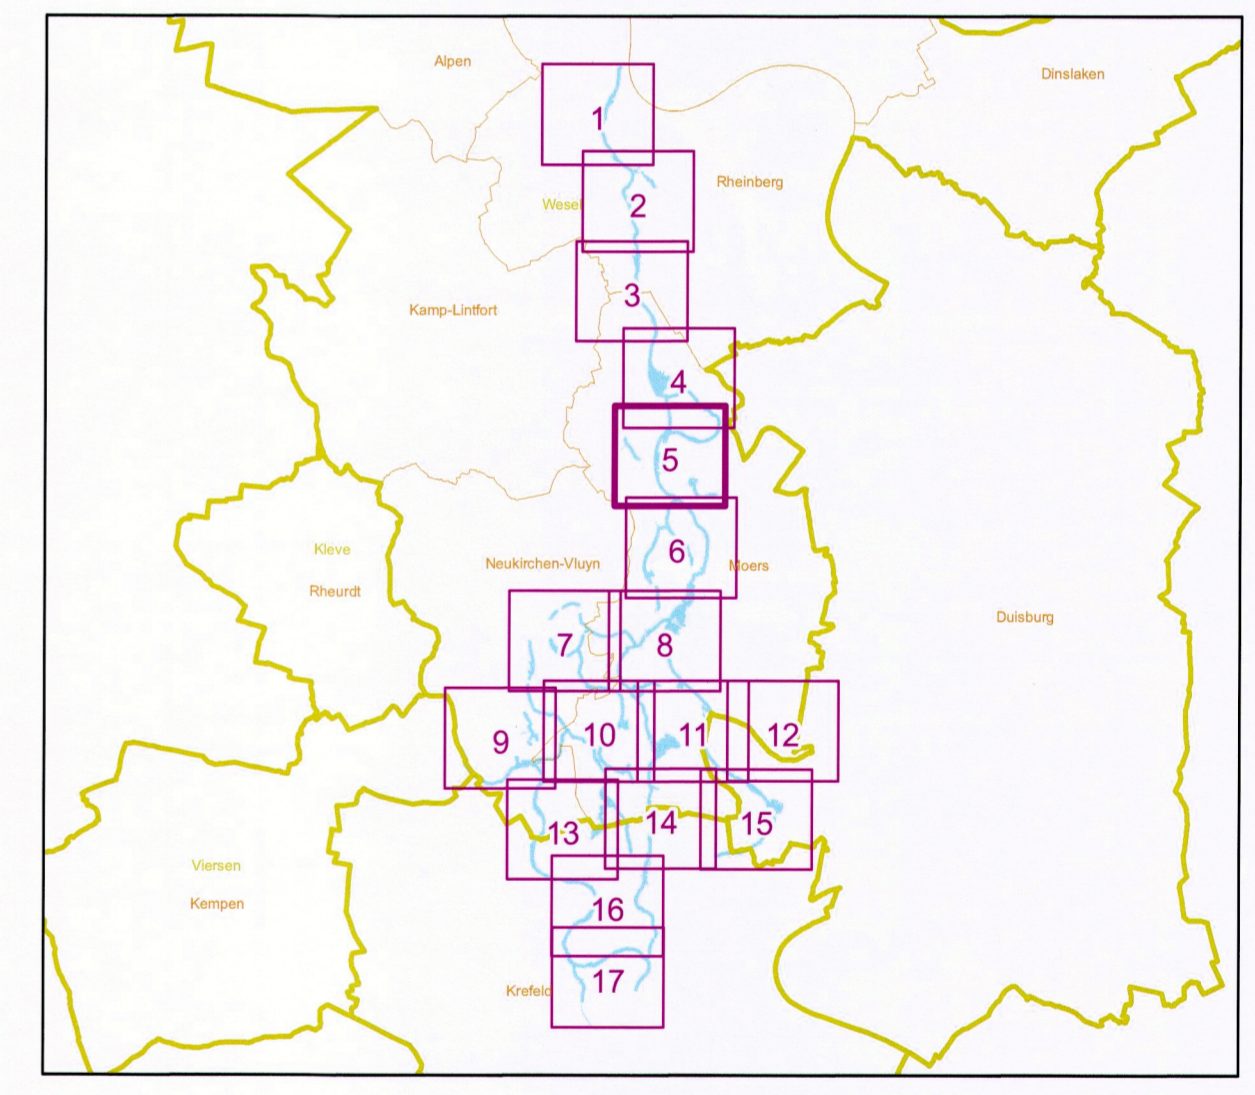 Alpen
Dinslaken
1
Rheinberg
Wesel
2
3
Kamp-Lintfort
4
5
Kleve
6
Neukirchen-Vluyn
Moers
Rheurdt
Duisburg
7
8
9
10
11
12
13
14
15
Viersen
Kempen
16
17
Krefeld